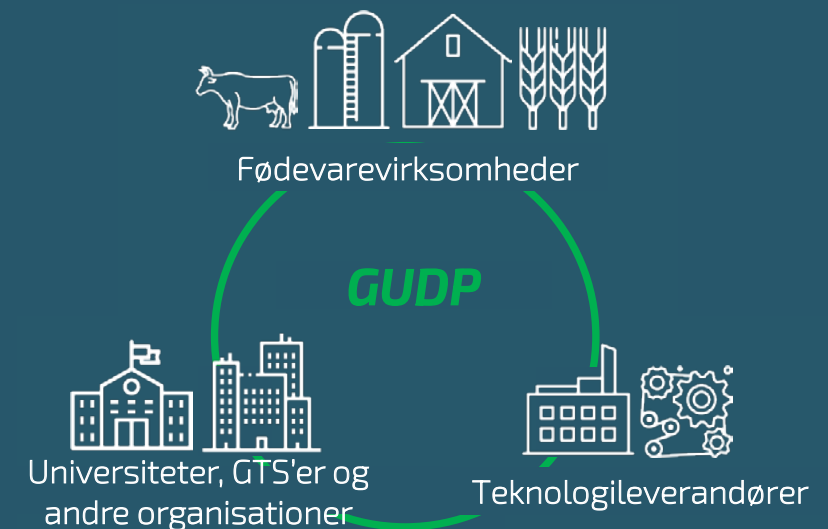 Fødevarevirksomheder
GUDP
Universiteter, GTS'er og
andre organisationer
Teknologileverandører